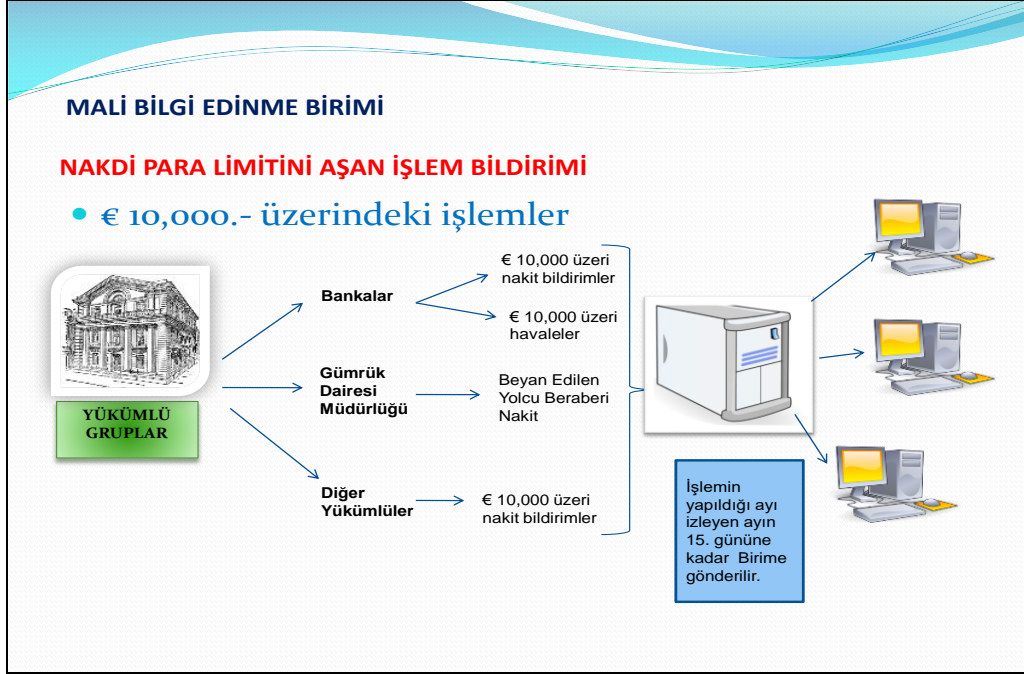 MALİ BİLGİ EDİNME BİRİMİ
NAKDİ PARA LİMİTİNİ AŞAN İŞLEM BİLDİRİMİ
• € 10,000.- üzerindeki işlemler
YÜKÜMLÜ
GRUPLAR
Bankalar
€ 10,000 üzeri
nakit bildirimler
€ 10,000 üzeri
havaleler
Gümrük
Dairesi
Müdürlüğü
Beyan Edilen
Yolcu Beraberi
Nakit
Diğer
Yükümlüler
€ 10,000 üzeri
nakit bildirimler
İşlemin
yapıldığı ayı
izleyen ayın
15. gününe
kadar Birime
gönderilir.